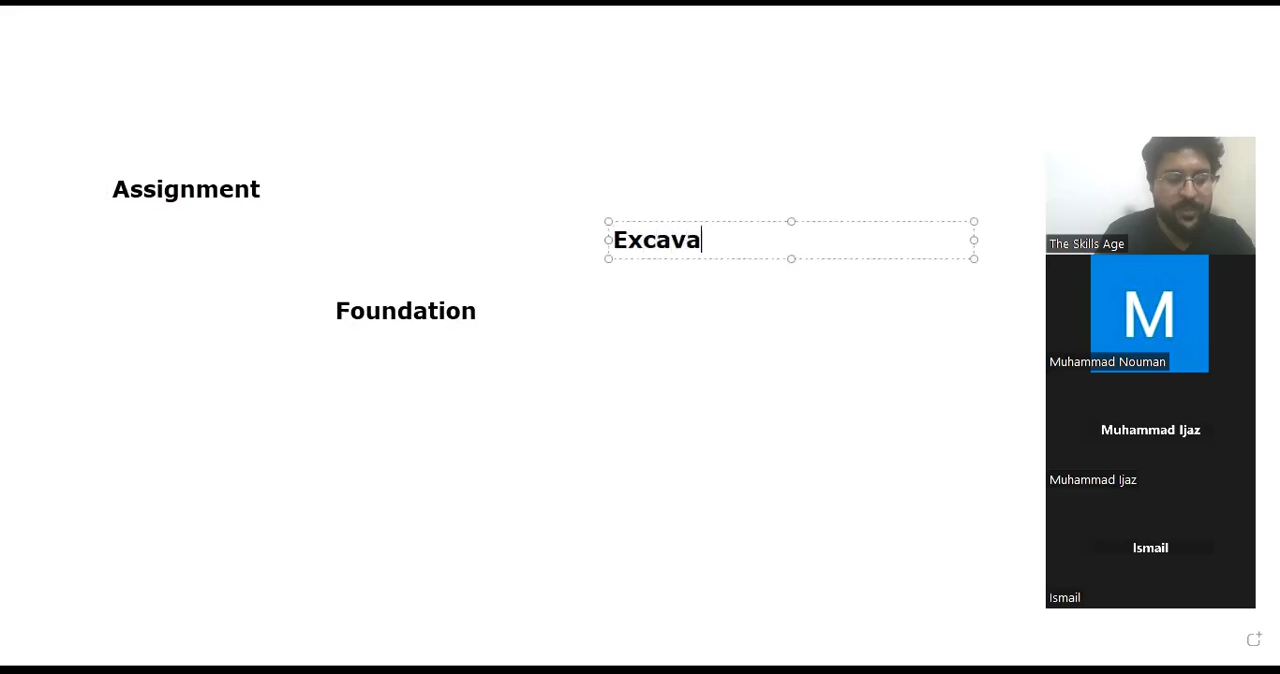 Assignment
Excava
Foundation
The Skills Age
M
Muhammad Nouman
Muhammad Ijaz
Muhammad Ijaz
Ismail
Ismail